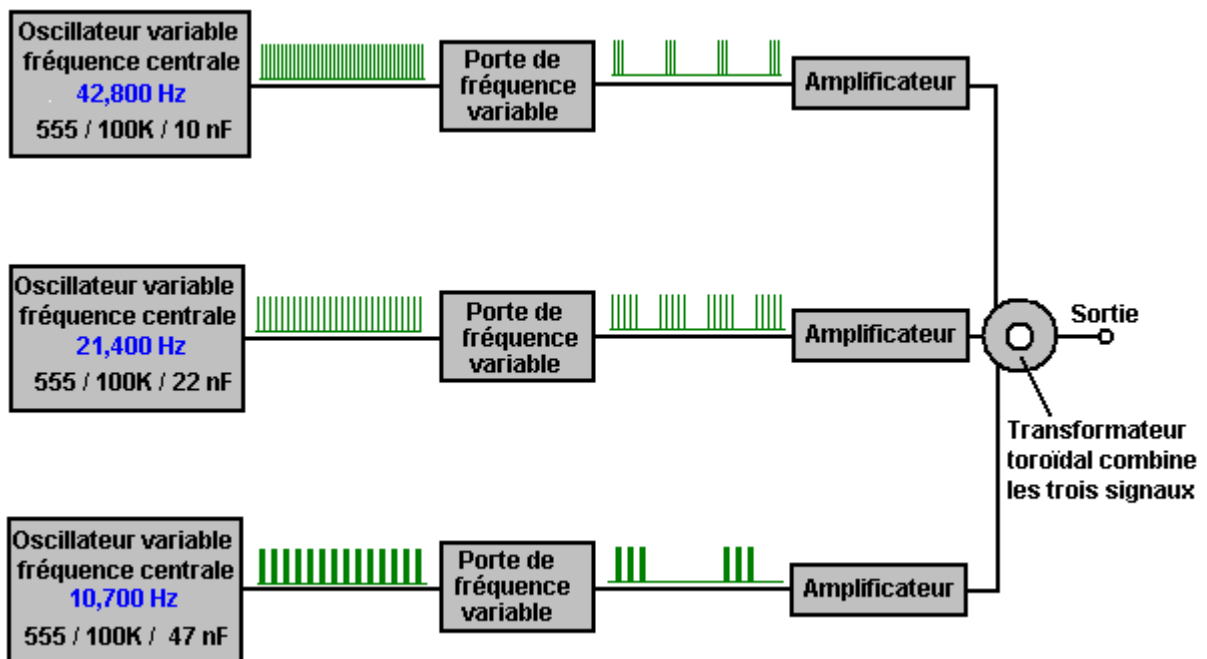 Oscillateur variable
fréquence centrale
42,800 Hz
555 / 100K / 10 nF
Porte de
fréquence
variable
Amplificateur
Oscillateur variable
fréquence centrale
21,400 Hz
555 / 100K / 22 nF
Porte de
fréquence
variable
Amplificateur
Sortie
Transformateur
toroïdal combine
les trois signaux
Oscillateur variable
fréquence centrale
10,700 Hz
555 / 100K / 47 nF
Porte de
fréquence
variable
Amplificateur